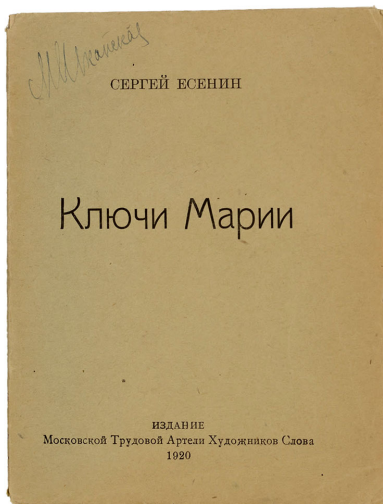 СЕРГЕЙ ЕСЕНИН
Ключи Марии
ИЗДАНИЕ
Московской Трудовой Артели Художников Слова
1920